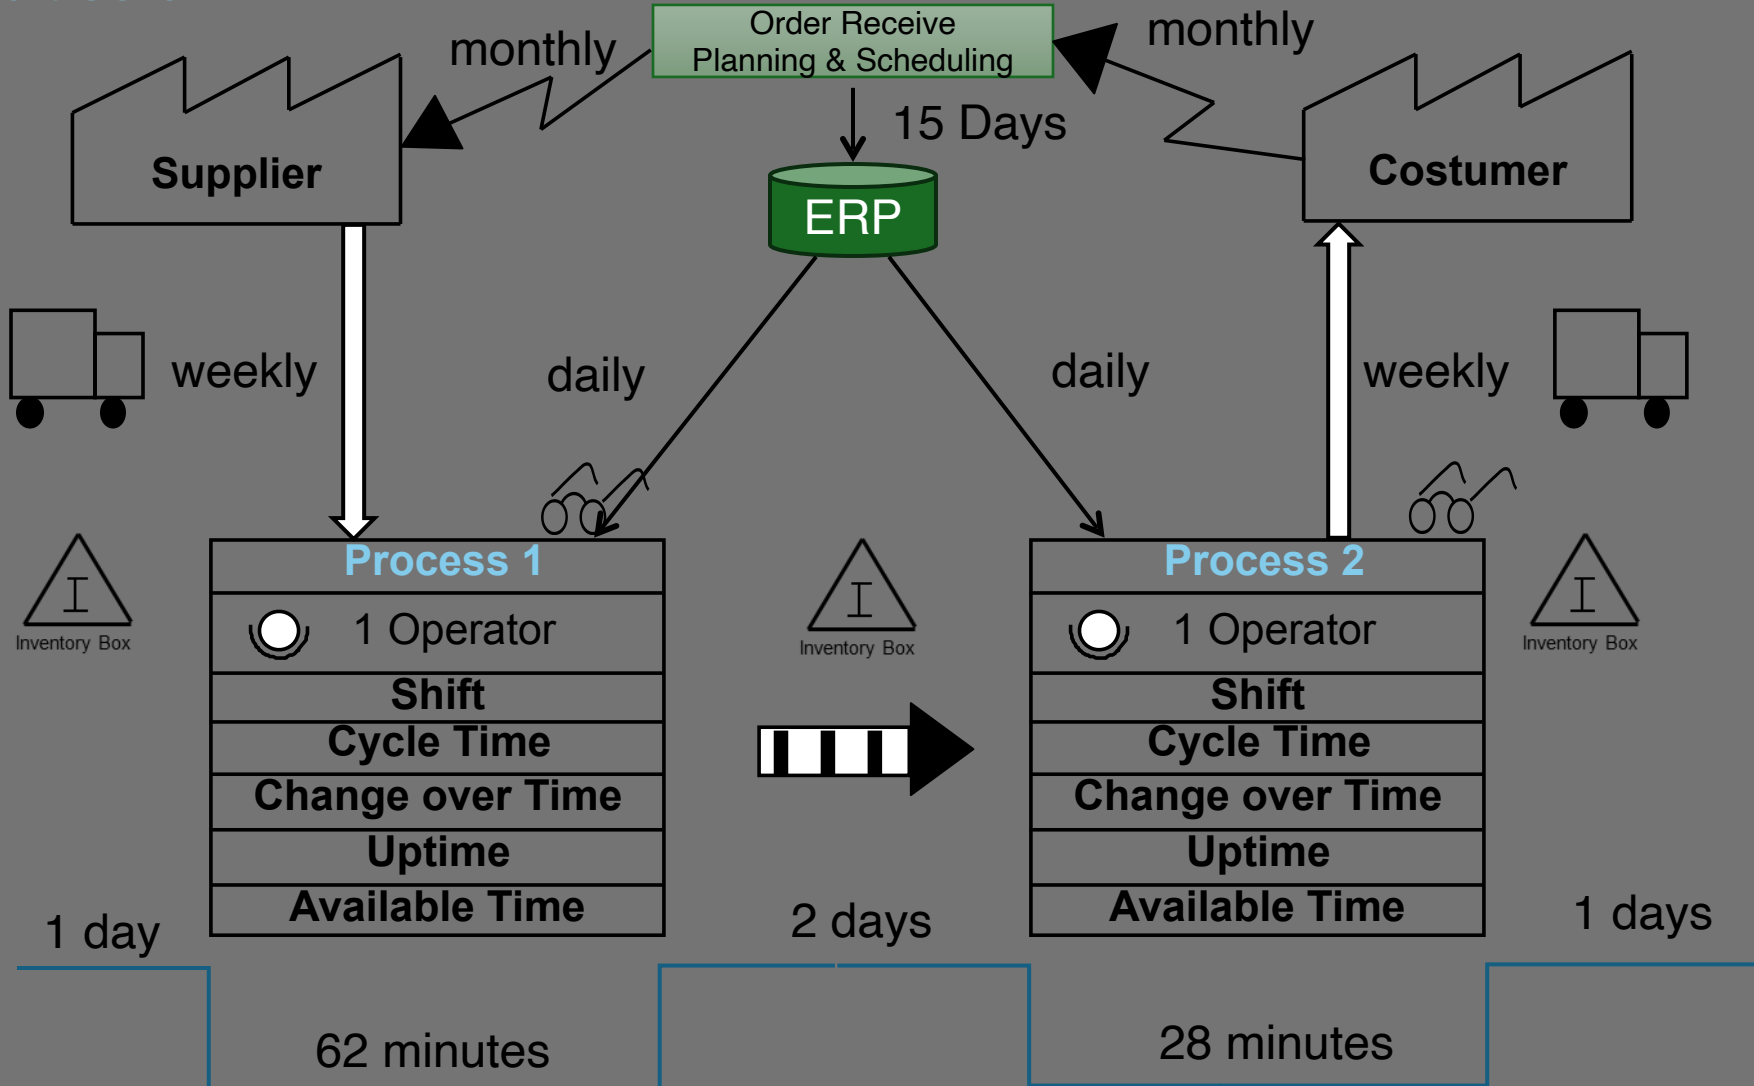 Order Receive
Planning & Scheduling
monthly
monthly
15 Days
Supplier
Costumer
ERP
weekly
daily
daily
weekly
Process 1
1 Operator
Shift
Cycle Time
Change over Time
Uptime
Available Time
Process 2
1 Operator
Shift
Cycle Time
Change over Time
Uptime
Available Time
I
Inventory Box
I
Inventory Box
I
Inventory Box
1 day
2 days
1 days
62 minutes
28 minutes